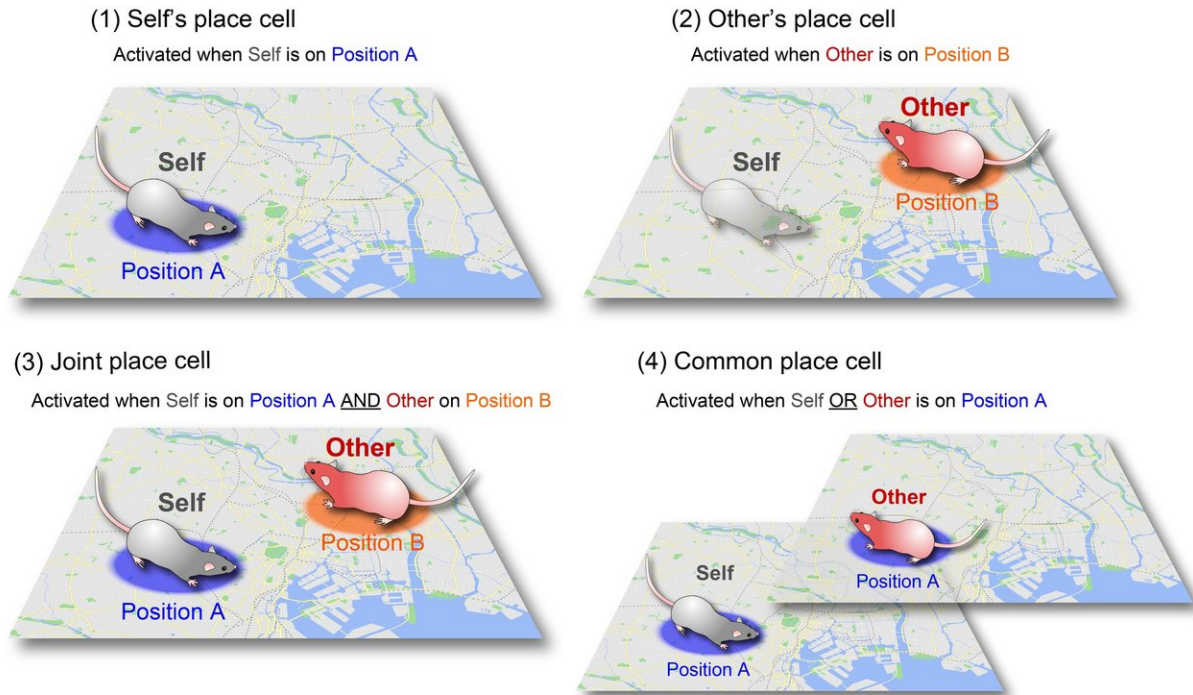 (1) Self's place cell
Activated when Self is on Position A
Self
Position A
(2) Other's place cell
Activated when Other is on Position B
Other
Self
Position B
(3) Joint place cell
Activated when Self is on Position A AND Other on Position B
Other
Self
Position B
Position A
(4) Common place cell
Activated when Self OR Other is on Position A
Other
Position A
Self
Position A